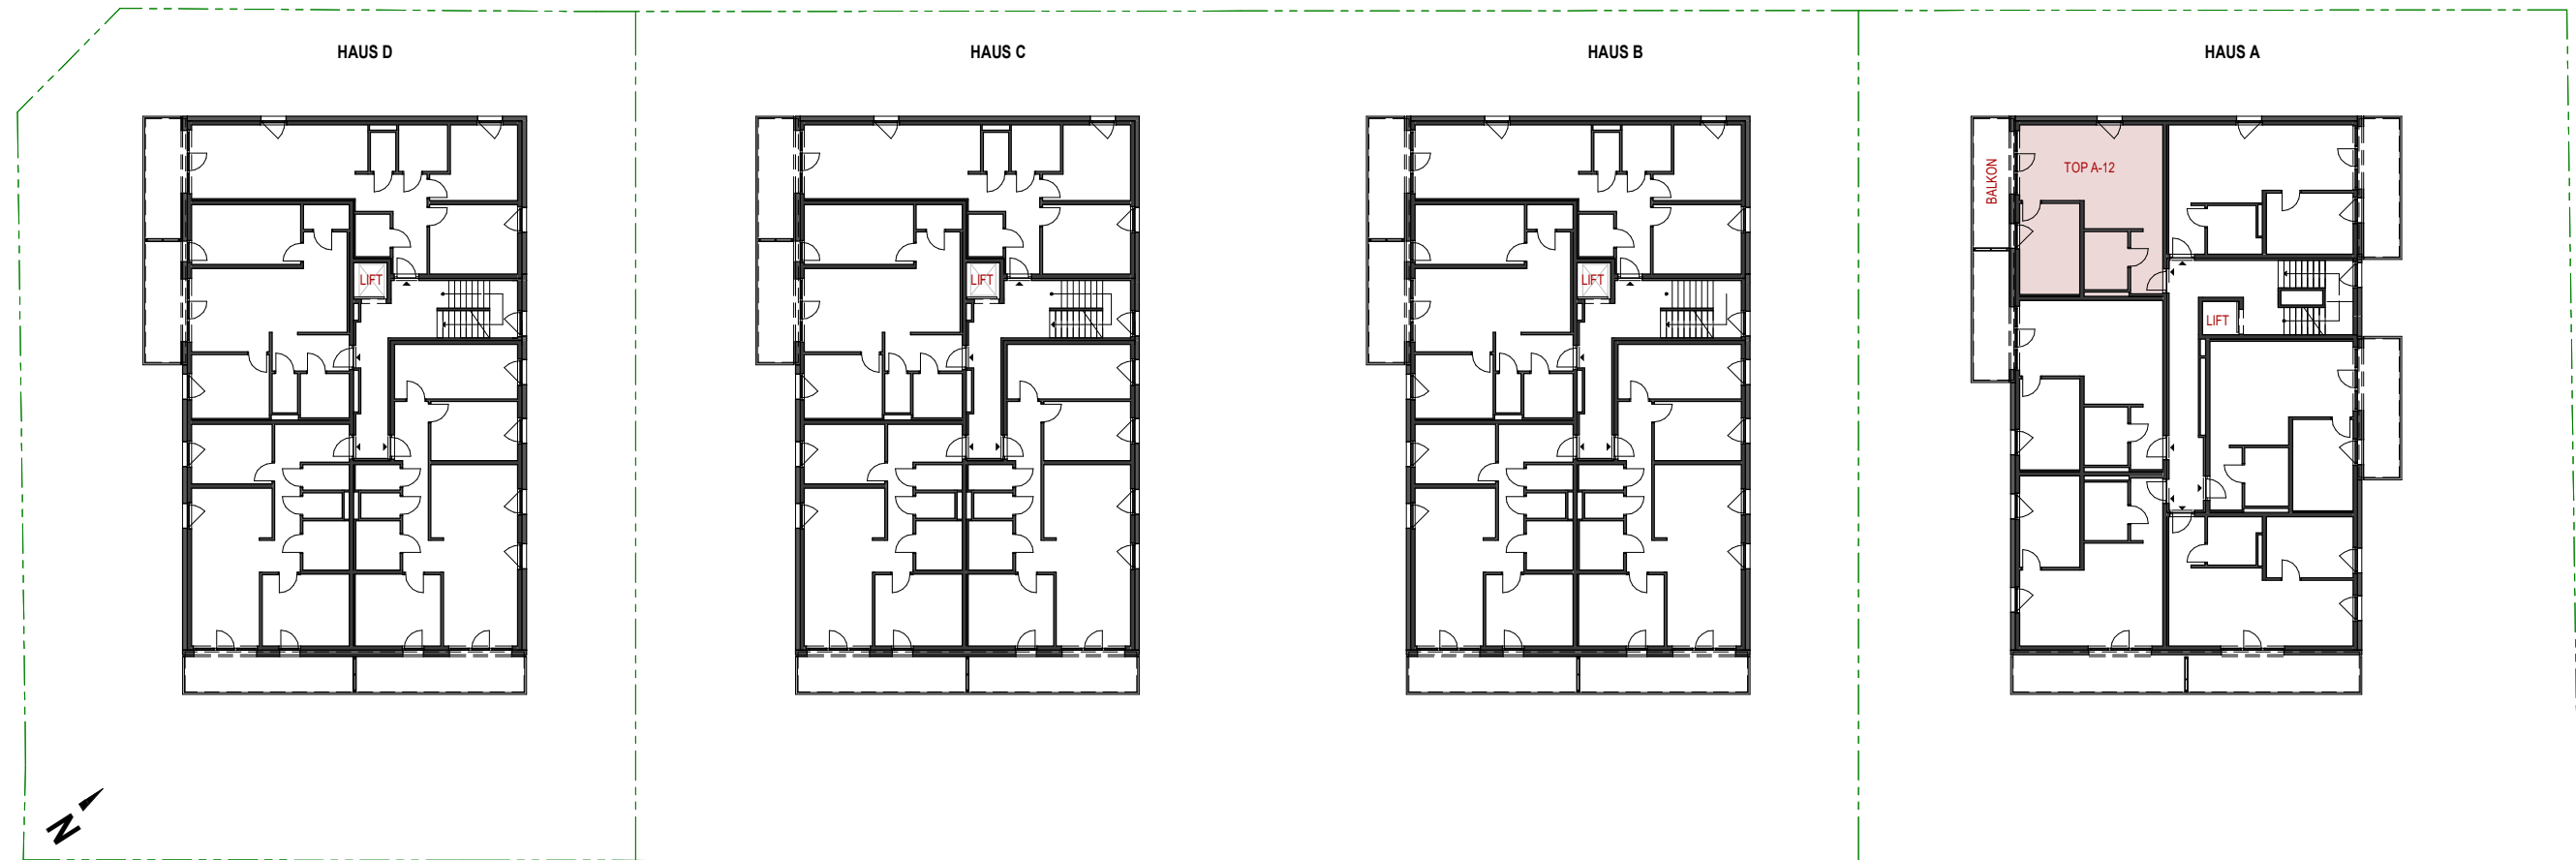 HAUS D
HAUS C
HAUS B
HAUS A
BALKON
TOP A-12
LIFT
LIFT
LIFT
LIFT
N